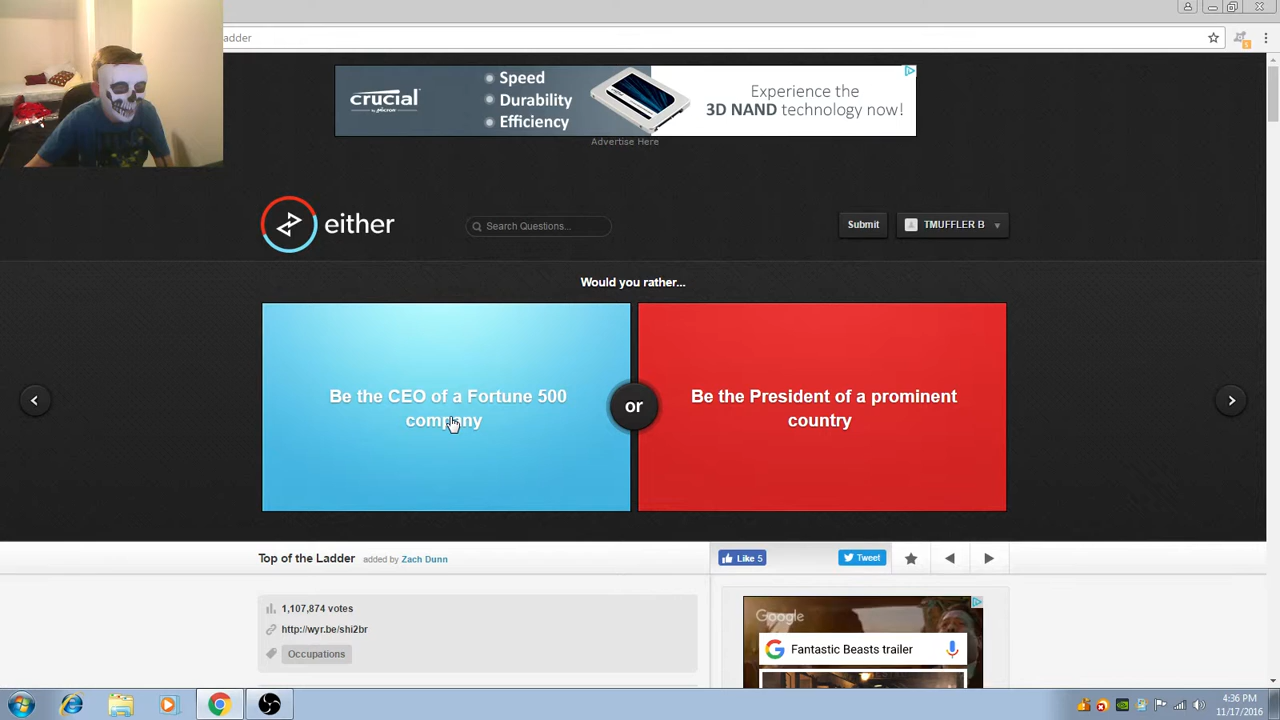 adder
crucial
Speed
Durability
Efficiency
Experience the
3D NAND technology now!
Advertise Here
either
Search Questions...
Submit
TMUFFLER B
Would you rather...
Be the CEO of a Fortune 500
company
or
Be the President of a prominent
country
Top of the Ladder added by Zach Dunn
Like 5
Tweet
1,107,874 votes
http://wyr.be/shi2br
Occupations
Google
Fantastic Beasts trailer
4:36 PM
11/17/2016